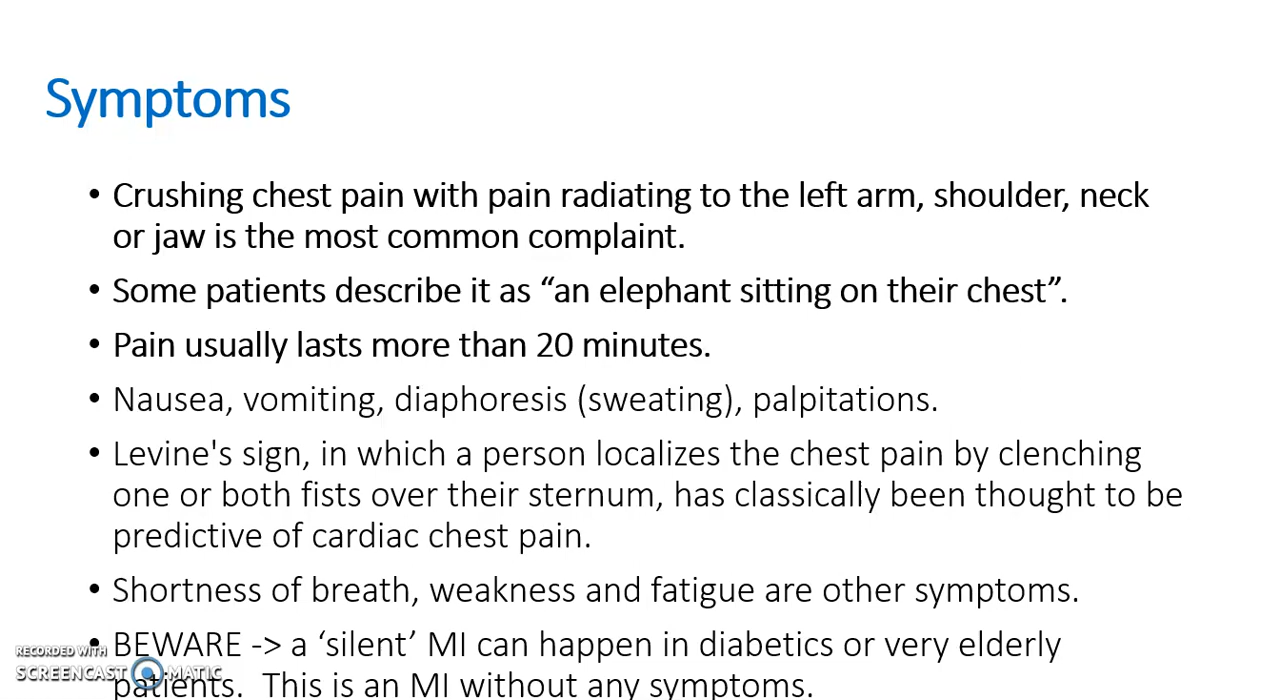 Symptoms
• Crushing chest pain with pain radiating to the left arm, shoulder, neck
or jaw is the most common complaint.
• Some patients describe it as “an elephant sitting on their chest”.
• Pain usually lasts more than 20 minutes.
• Nausea, vomiting, diaphoresis (sweating), palpitations.
• Levine's sign, in which a person localizes the chest pain by clenching
one or both fists over their sternum, has classically been thought to be
predictive of cardiac chest pain.
• Shortness of breath, weakness and fatigue are other symptoms.
• BEWARE -> a ‘silent’ MI can happen in diabetics or very elderly
patients.  This is an MI without any symptoms.
RECORDED WITH
SCREENCAST-O-MATIC